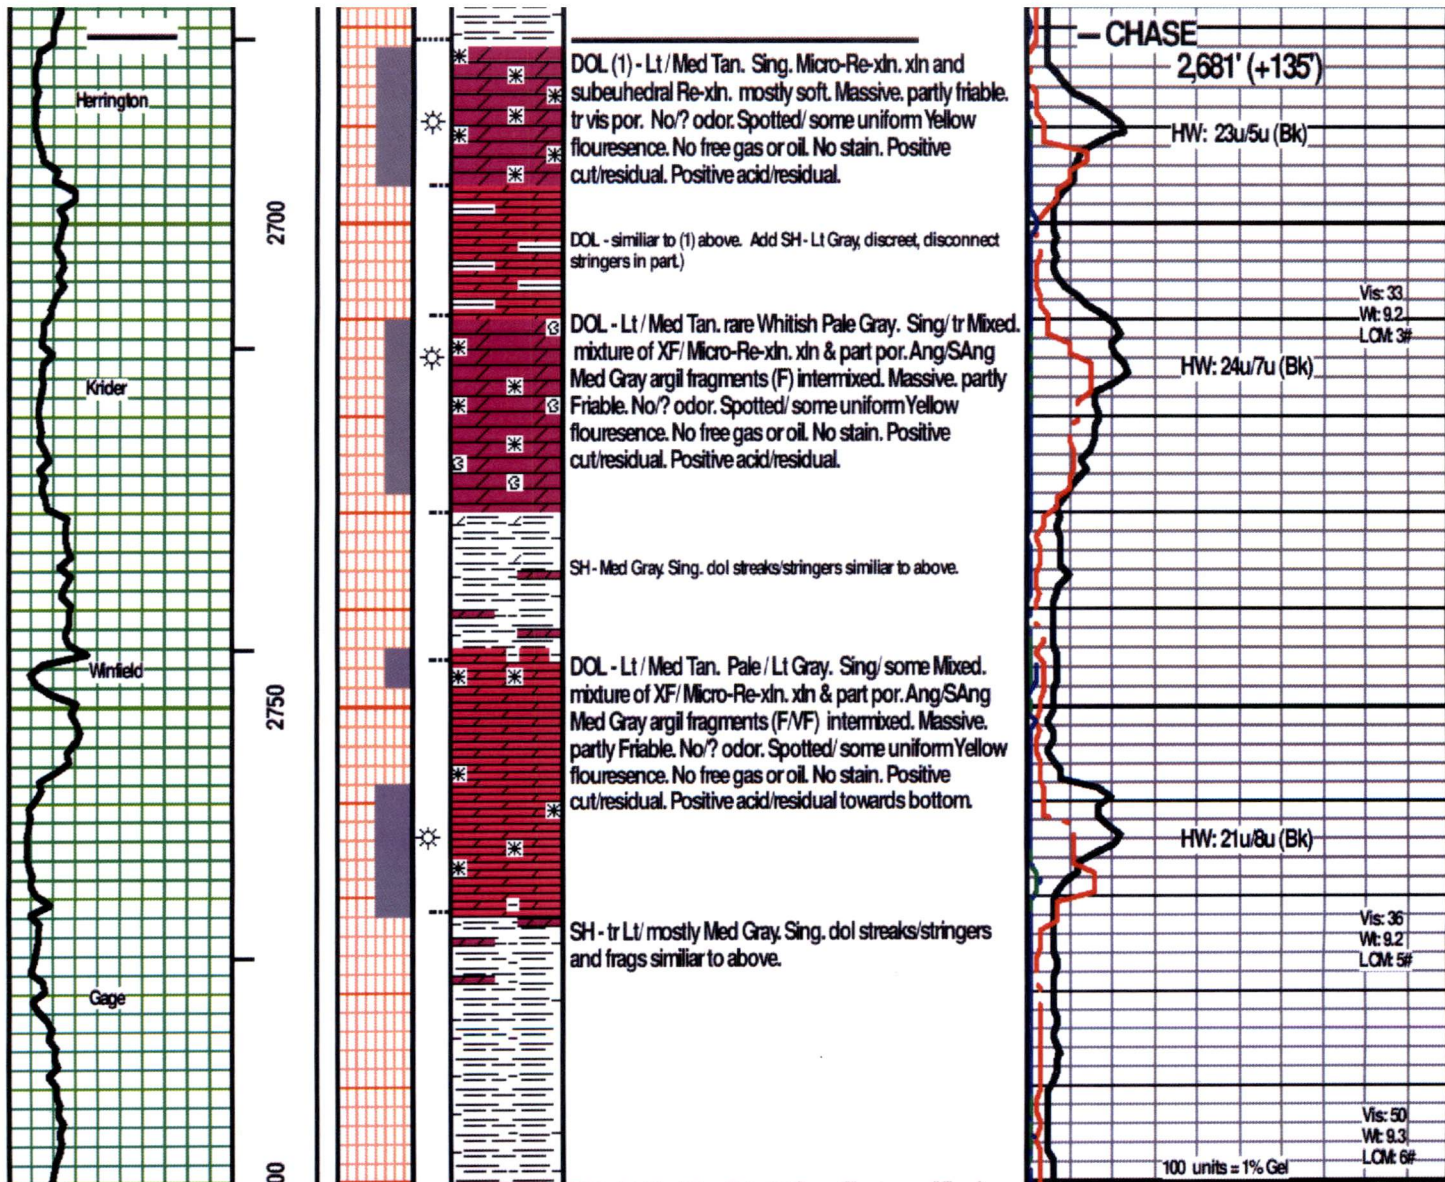 — CHASE
2,681' (+135')
Herrington
DOL (1) - Lt / Med Tan. Sing. Micro-Re-xln. xln and
subeuhedral Re-xln. mostly soft. Massive. partly friable.
tr vis por. No/? odor. Spotted/ some uniform Yellow
flouresence. No free gas or oil. No stain. Positive
cut/residual. Positive acid/residual.
HW: 23u/5u (Bk)
2700
DOL - similiar to (1) above. Add SH - Lt Gray, discreet, disconnect
stringers in part.)
Vis: 33
Wt: 9.2
LCM: 3#
Krider
DOL - Lt / Med Tan. rare Whitish Pale Gray. Sing/ tr Mixed.
mixture of XF/ Micro-Re-xln. xln & part por. Ang/SAng
Med Gray argil fragments (F) intermixed. Massive. partly
Friable. No/? odor. Spotted/ some uniform Yellow
flouresence. No free gas or oil. No stain. Positive
cut/residual. Positive acid/residual.
HW: 24u/7u (Bk)
SH - Med Gray. Sing. dol streaks/stringers similiar to above.
Winfield
2750
DOL - Lt / Med Tan. Pale / Lt Gray. Sing/ some Mixed.
mixture of XF/ Micro-Re-xln. xln & part por. Ang/SAng
Med Gray argil fragments (F/VF) intermixed. Massive.
partly Friable. No/? odor. Spotted/ some uniform Yellow
flouresence. No free gas or oil. No stain. Positive
cut/residual. Positive acid/residual towards bottom.
HW: 21u/8u (Bk)
SH - tr Lt/ mostly Med Gray. Sing. dol streaks/stringers
and frags similiar to above.
Vis: 36
Wt: 9.2
LCM: 5#
Gage
Vis: 50
Wt: 9.3
LCM: 6#
100 units = 1% Gel
00